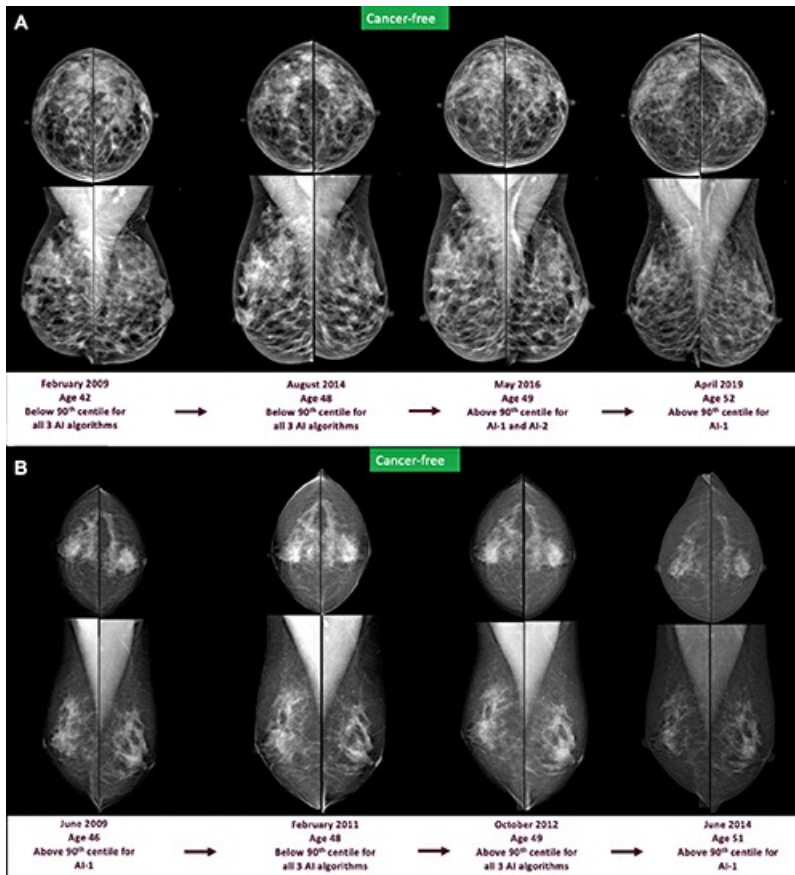 A
Cancer-free
February 2009
Age 42
Below 90th centile for
all 3 AI algorithms
August 2014
Age 48
Below 90th centile for
all 3 AI algorithms
May 2016
Age 49
Above 90th centile for
AI-1 and AI-2
April 2019
Age 52
Above 90th centile for
AI-1
B
Cancer-free
June 2009
Age 46
Above 90th centile for
AI-1
February 2011
Age 48
Below 90th centile for
all 3 AI algorithms
October 2012
Age 49
Above 90th centile for
all 3 AI algorithms
June 2014
Age 51
Above 90th centile for
AI-1